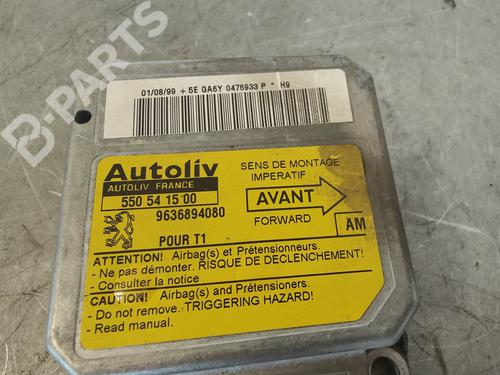 B-PARTS
01/08/99 + 5E GA6Y 0476933 P * H9
Autoliv
AUTOLIV FRANCE
550 54 15 00
9636894080
POUR T1
SENS DE MONTAGE
IMPERATIF
AVANT
FORWARD
AM
ATTENTION! Airbag(s) et Prétensionneurs.
- Ne pas démonter. RISQUE DE DECLENCHEMENT!
- Consulter la notice
CAUTION! Airbag(s) and Pretensioners.
- Do not remove. TRIGGERING HAZARD!
- Read manual.